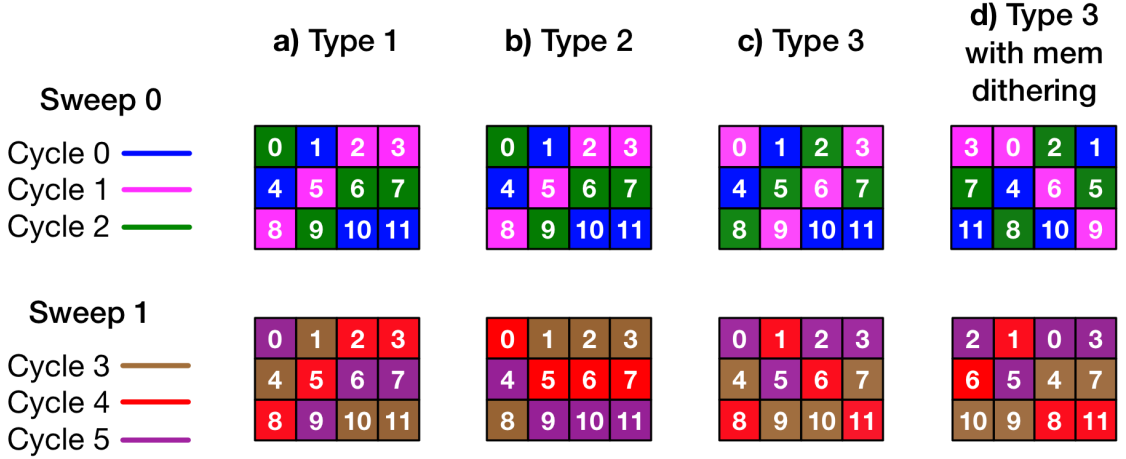 a) Type 1
b) Type 2
c) Type 3
d) Type 3
with mem
dithering
Sweep 0
Cycle 0
Cycle 1
Cycle 2
0 1 2 3
4 5 6 7
8 9 10 11
0 1 2 3
4 5 6 7
8 9 10 11
0 1 2 3
4 5 6 7
8 9 10 11
3 0 2 1
7 4 6 5
11 8 10 9
Sweep 1
Cycle 3
Cycle 4
Cycle 5
0 1 2 3
4 5 6 7
8 9 10 11
0 1 2 3
4 5 6 7
8 9 10 11
0 1 2 3
4 5 6 7
8 9 10 11
2 1 0 3
6 5 4 7
10 9 8 11